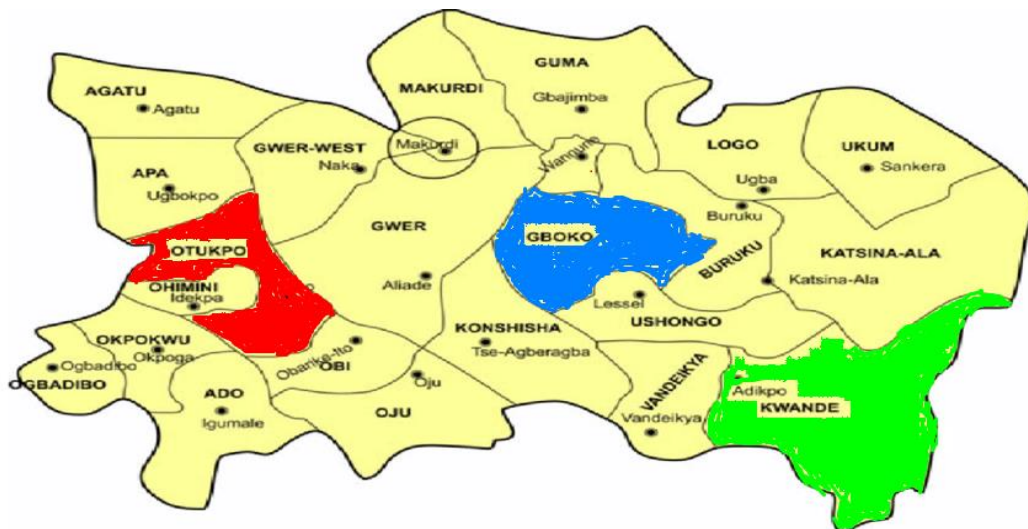 GUMA
AGATU
MAKURDI
Gbajimba
Agatu
GWER-WEST
Makurdi
LOGO
UKUM
Naka
Wannune
Sankera
APA
Ugbokpo
Ugba
Buruku
GWER
GBOKO
OTUKPO
BURUKU
KATSINA-ALA
OHIMINI
Idekpa
Aliade
Katsina-Ala
Lessel
USHONGO
KONSHISHA
OKPOKWU
Okpoga
Obarike-Ito
Tse-Agberagba
Ogbadibo
OGBADIBO
OBI
VANDEIKYA
Oju
Adikpo
ADO
KWANDE
OJU
Igumale
Vandeikya